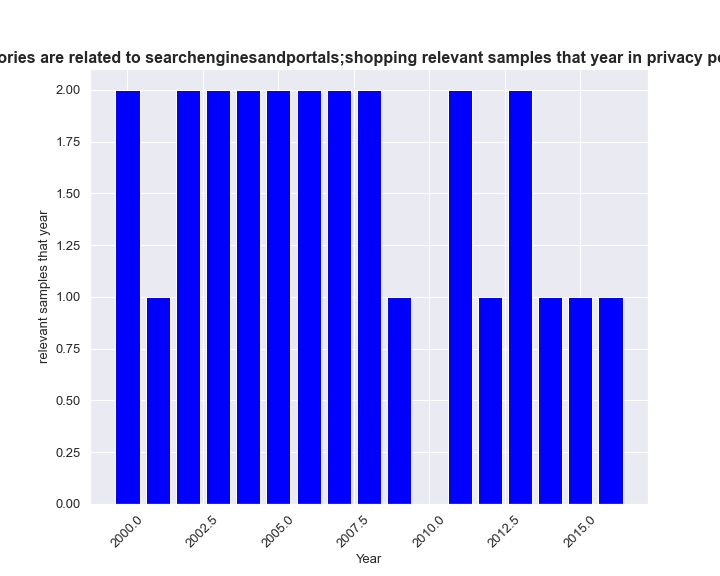 ories are related to searchenginesandportals;shopping relevant samples that year in privacy po
2.00
1.75
1.50
1.25
1.00
0.75
0.50
0.25
0.00
relevant samples that year
2000.0 2002.5 2005.0 2007.5 2010.0 2012.5 2015.0
Year